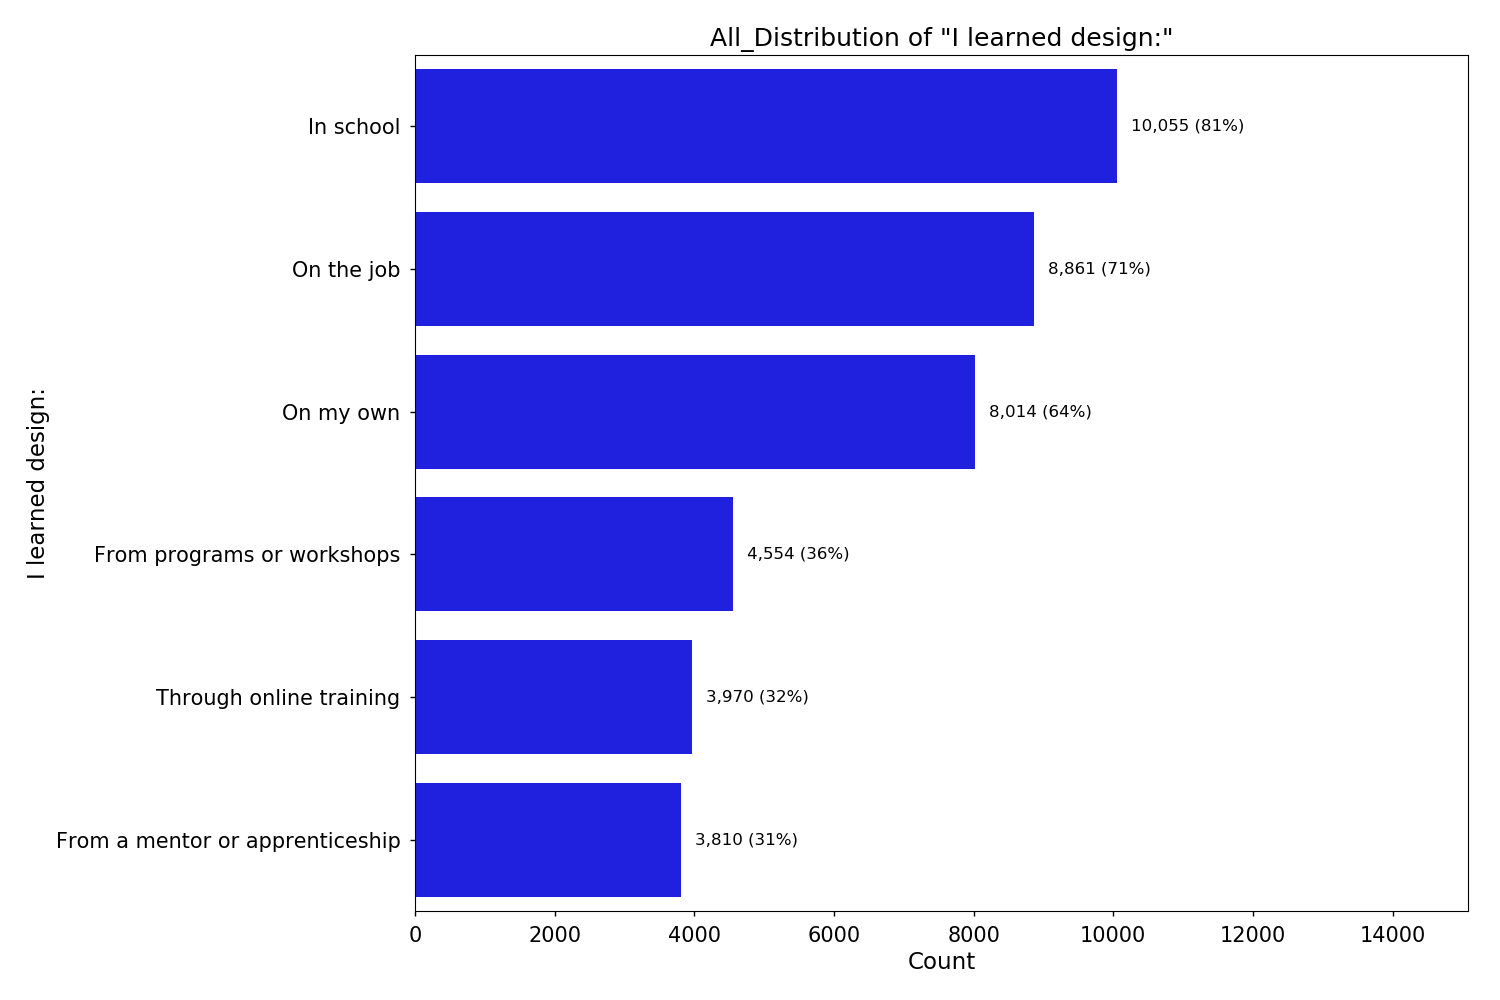 All_Distribution of "I learned design:"
I learned design:
In school
10,055 (81%)
On the job
8,861 (71%)
On my own
8,014 (64%)
From programs or workshops
4,554 (36%)
Through online training
3,970 (32%)
From a mentor or apprenticeship
3,810 (31%)
0 2000 4000 6000 8000 10000 12000 14000
Count